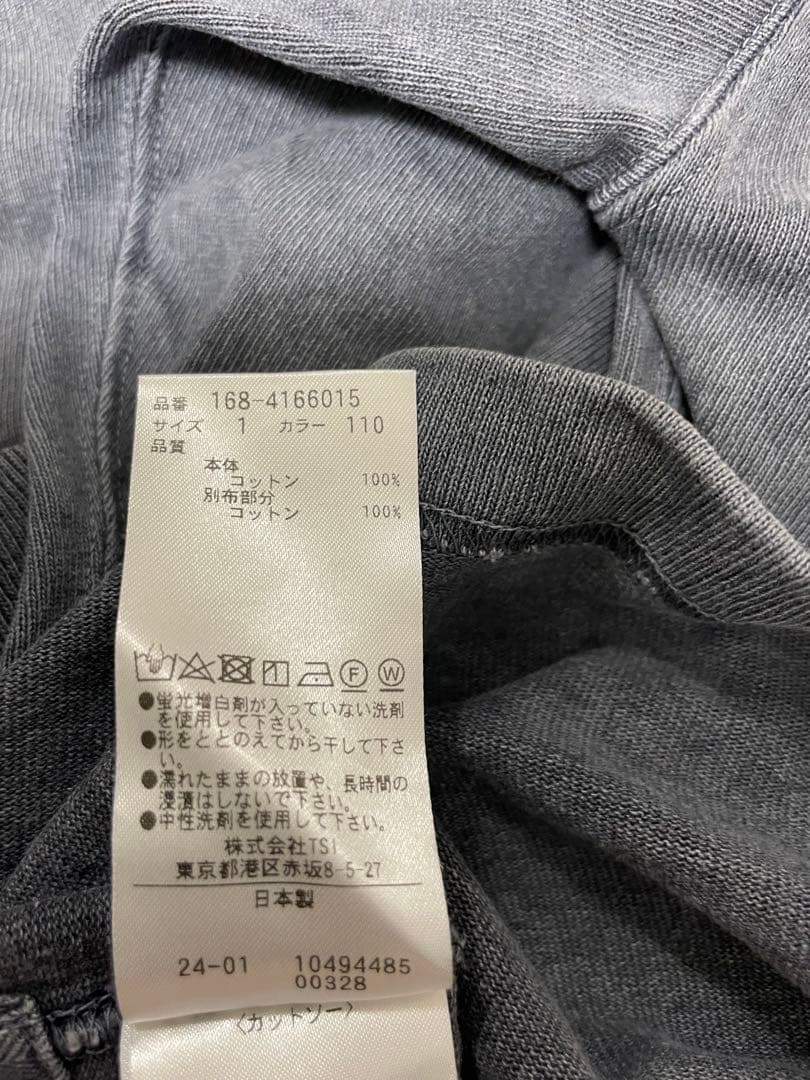 品番 168-4166015
サイズ 1 カラー 110
品質
本体
コットン 100%
別布部分
コットン 100%
F W
●蛍光増白剤が入っていない洗剤
を使用して下さい。
●形をととのえてから干して下さ
い。
●濡れたままの放置や、長時間の
浸漬はしないで下さい。
●中性洗剤を使用して下さい。
株式会社TSI
東京都港区赤坂8-5-27
日本製
24-01 10494485
00328
〈カットソー〉